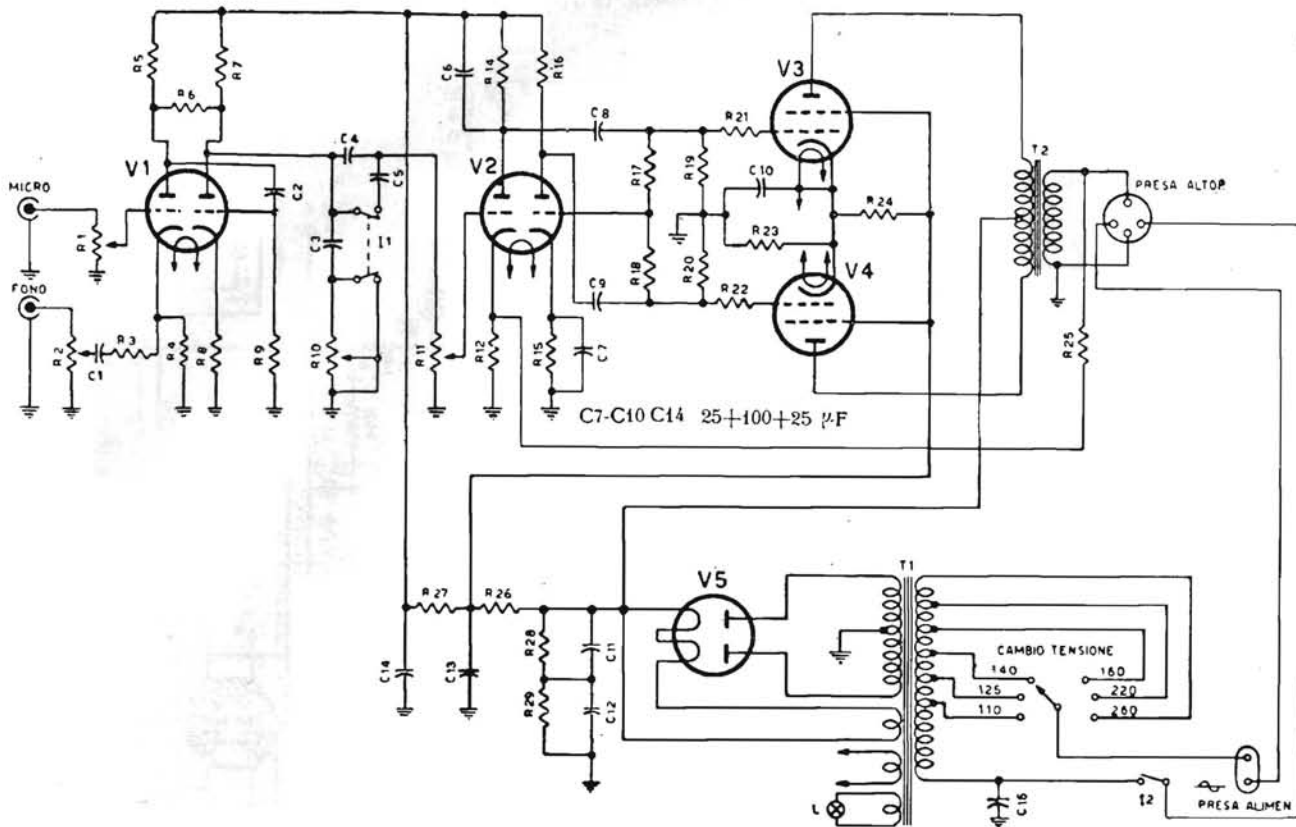 R5
R7
R6
V1
MICRO
R1
FONO
R2
C1
R3
R4
R8
R9
C2
C4
C5
C3
I1
R10
R11
C6
R14
R16
V2
C8
C9
R12
R15
C7
R17
R18
R19
R20
R21
R22
C10
R23
R24
V3
V4
T2
PRESA ALTOP.
R25
C7-C10 C14 25+100+25 µF
R27
R26
C14
C13
R28
R29
C11
C12
V5
T1
CAMBIO TENSIONE
140
160
125
220
110
260
L
C15
I2
PRESA ALIMEN